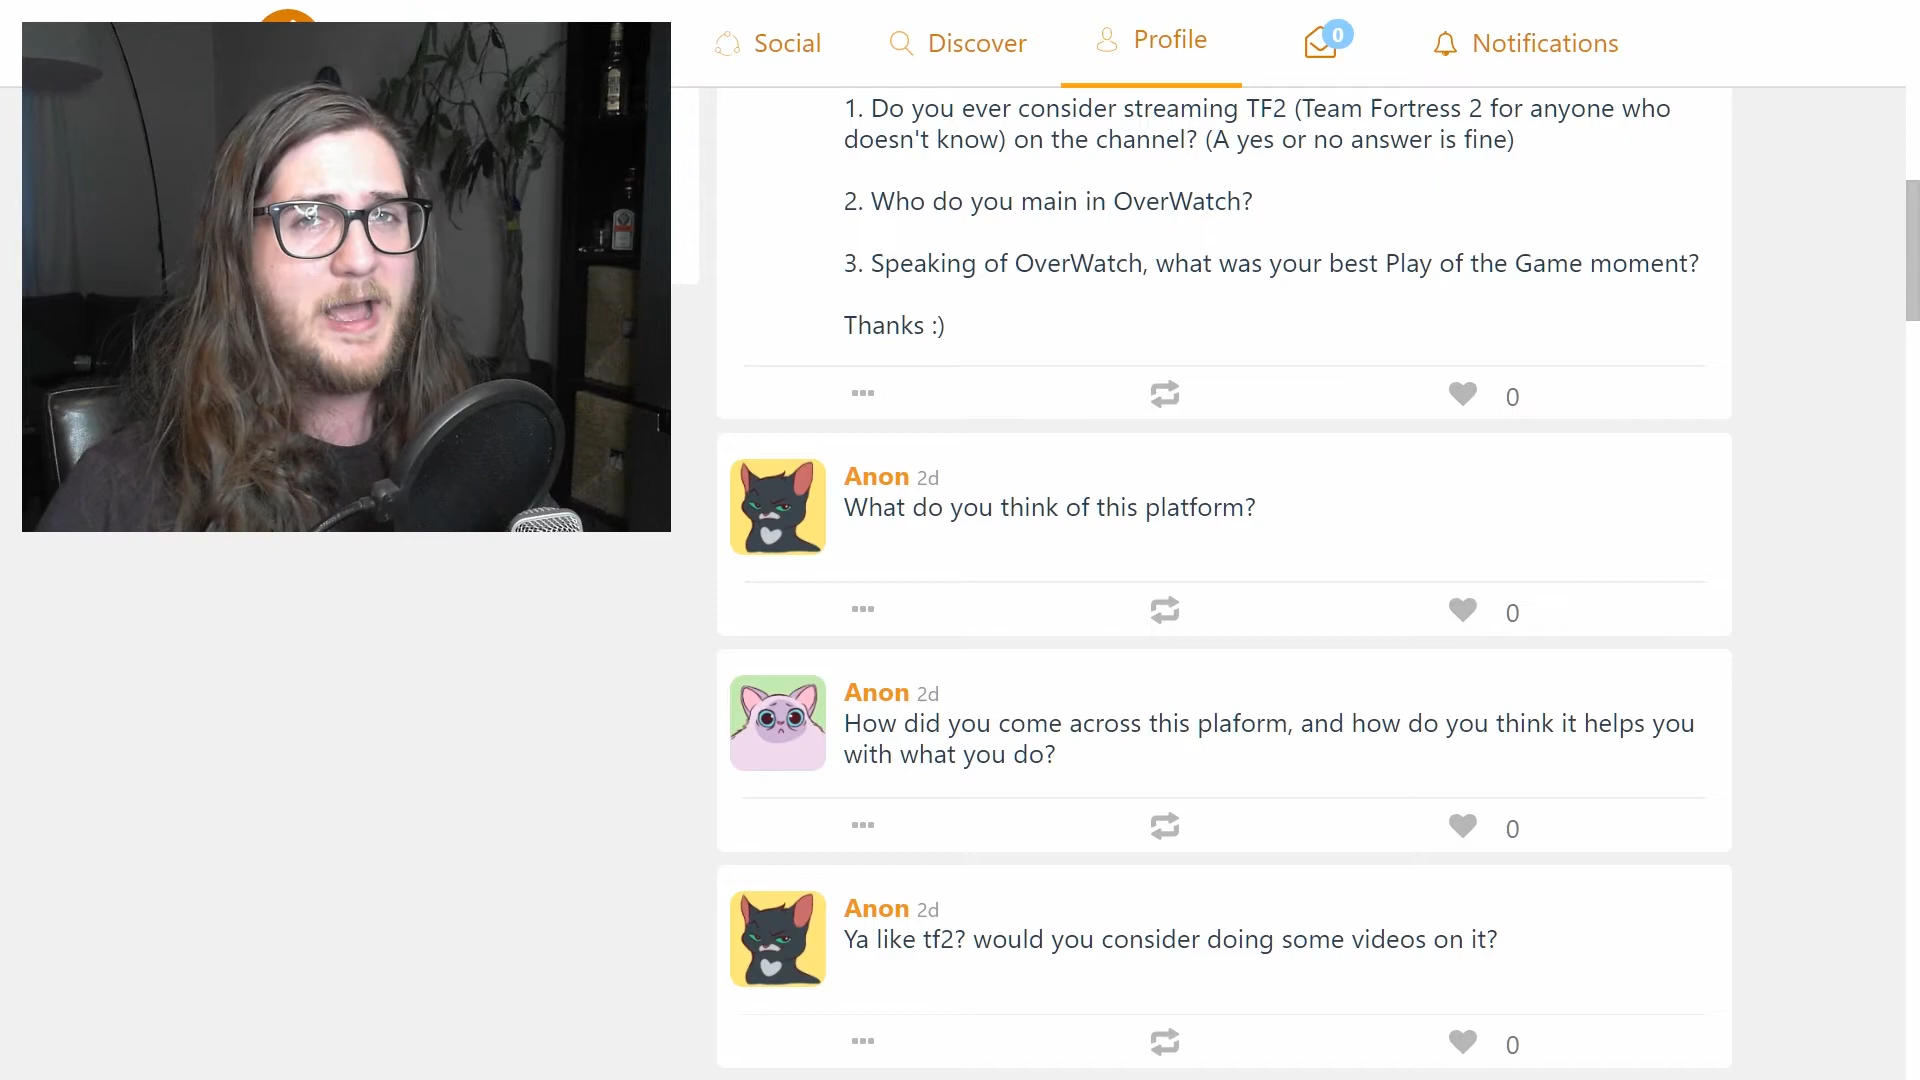 Social
Discover
Profile
0
Notifications
1. Do you ever consider streaming TF2 (Team Fortress 2 for anyone who
doesn't know) on the channel? (A yes or no answer is fine)
2. Who do you main in OverWatch?
3. Speaking of OverWatch, what was your best Play of the Game moment?
Thanks :)
0
Anon 2d
What do you think of this platform?
0
Anon 2d
How did you come across this plaform, and how do you think it helps you
with what you do?
0
Anon 2d
Ya like tf2? would you consider doing some videos on it?
0